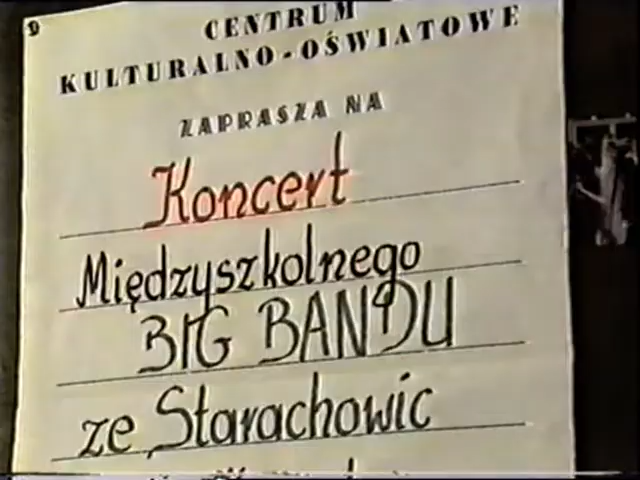 CENTRUM
KULTURALNO-OŚWIATOWE
ZAPRASZA NA
Koncert
Międzyszkolnego
BIG BANDU
ze Starachowic